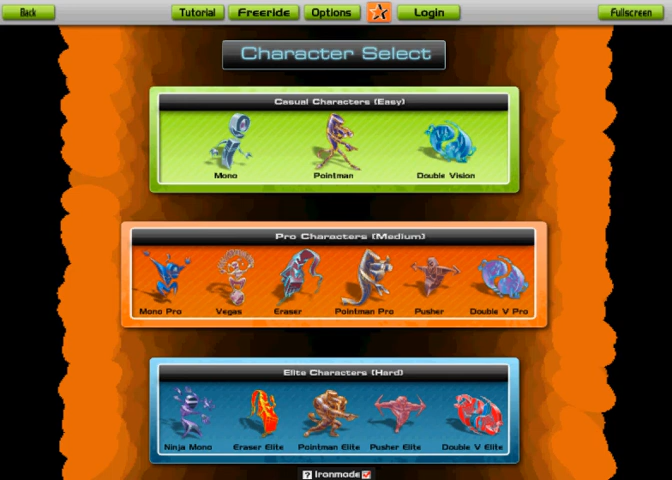 Back Tutorial Freeride Options Login Fullscreen
Character Select
Casual Characters (Easy)
Mono Pointman Double Vision
Pro Characters (Medium)
Mono Pro Vegas Eraser Pointman Pro Pusher Double V Pro
Elite Characters (Hard)
Ninja Mono Eraser Elite Pointman Elite Pusher Elite Double V Elite
? Ironmode